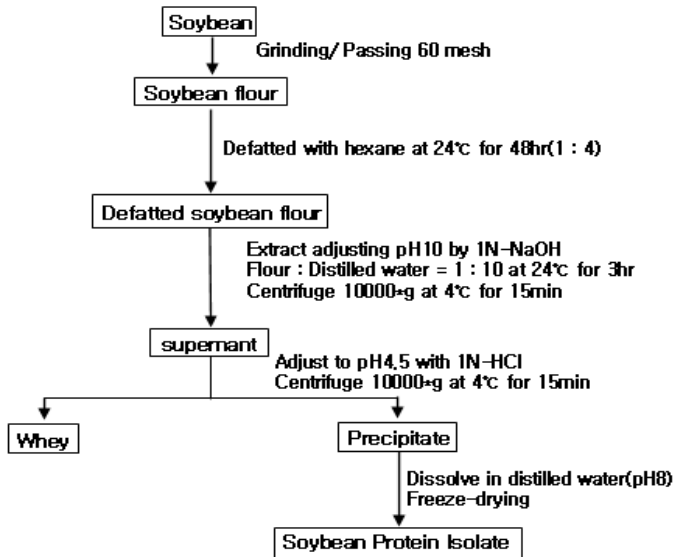 Soybean
Grinding/ Passing 60 mesh
Soybean flour
Defatted with hexane at 24℃ for 48hr(1 : 4)
Defatted soybean flour
Extract adjusting pH10 by 1N-NaOH
Flour : Distilled water = 1 : 10 at 24℃ for 3hr
Centrifuge 10000*g at 4℃ for 15min
supernant
Adjust to pH4.5 with 1N-HCl
Centrifuge 10000*g at 4℃ for 15min
Whey
Precipitate
Dissolve in distilled water(pH8)
Freeze-drying
Soybean Protein Isolate